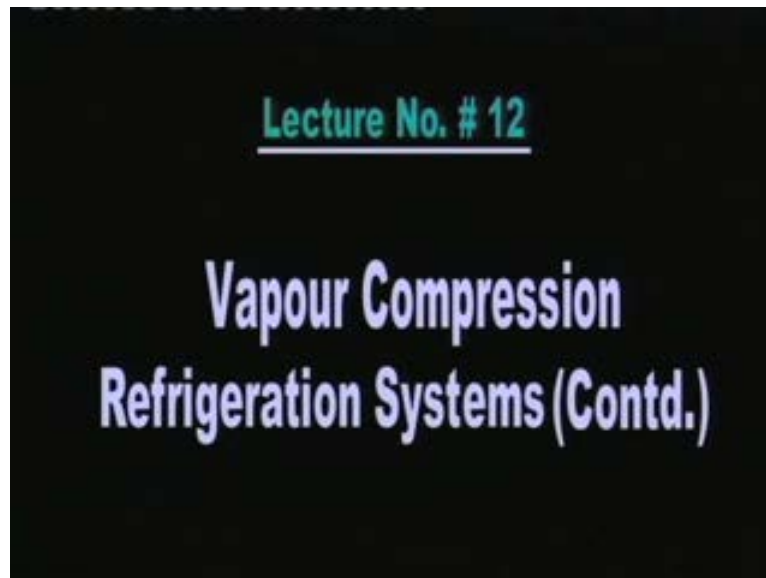 Lecture No. # 12
Vapour Compression
Refrigeration Systems (Contd.)